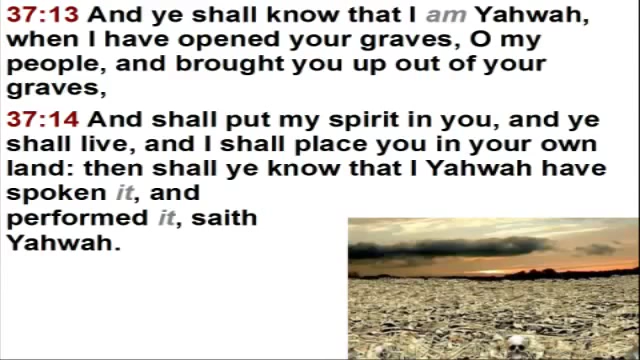 37:13 And ye shall know that I am Yahwah,
when I have opened your graves, O my
people, and brought you up out of your
graves,
37:14 And shall put my spirit in you, and ye
shall live, and I shall place you in your own
land: then shall ye know that I Yahwah have
spoken it, and
performed it, saith
Yahwah.